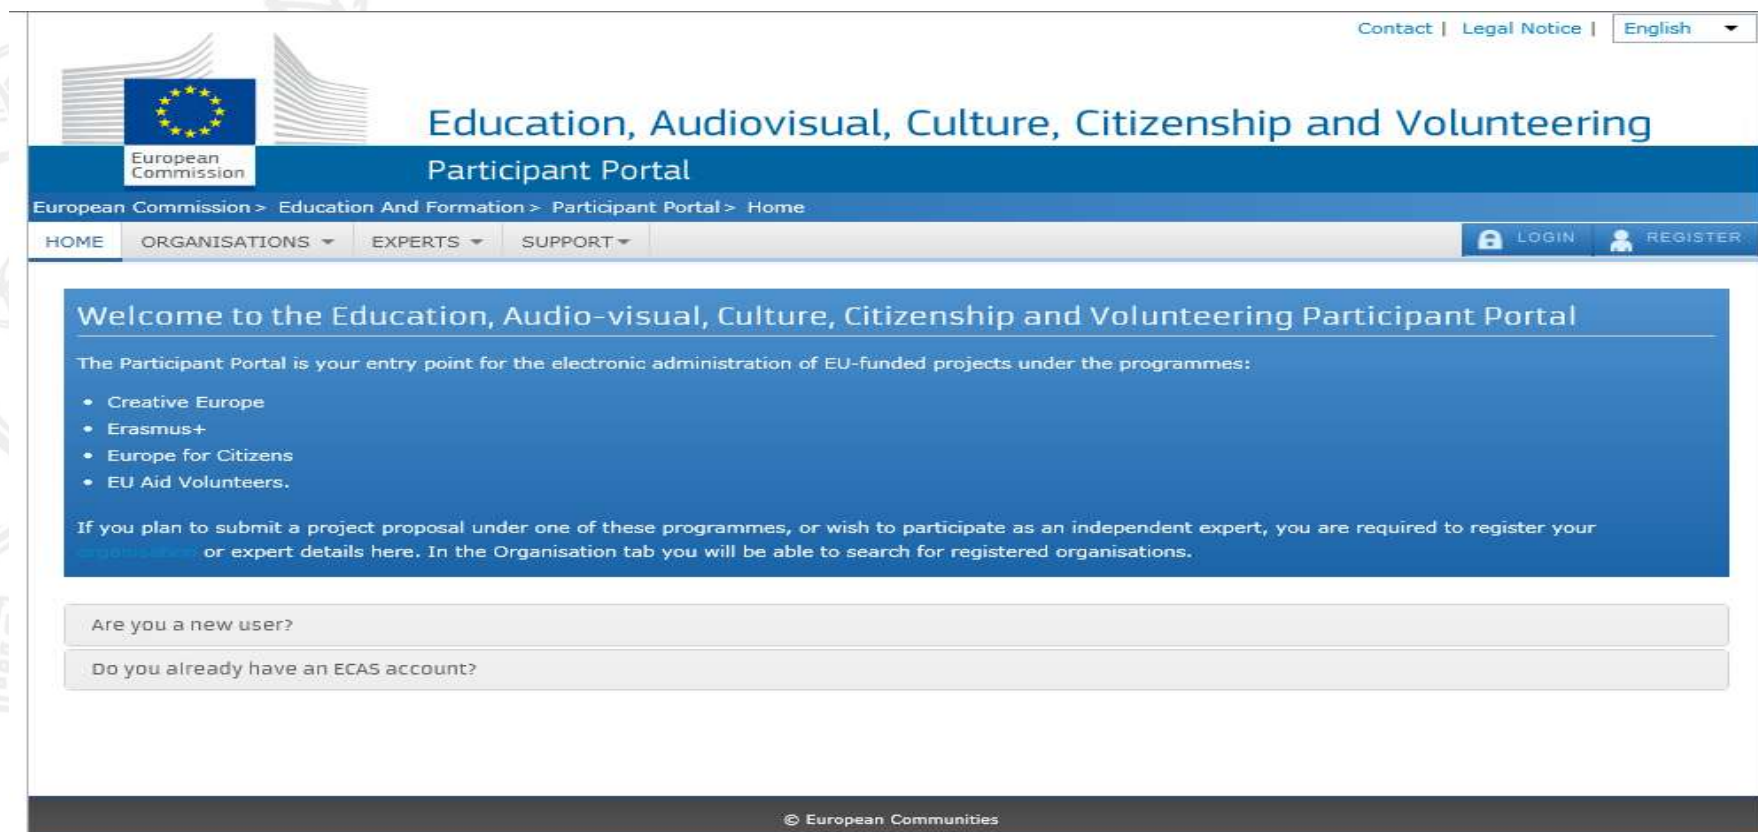 Contact | Legal Notice | English
Education, Audiovisual, Culture, Citizenship and Volunteering
European
Commission
Participant Portal
European Commission > Education And Formation > Participant Portal > Home
HOME ORGANISATIONS EXPERTS SUPPORT LOGIN REGISTER
Welcome to the Education, Audio-visual, Culture, Citizenship and Volunteering Participant Portal
The Participant Portal is your entry point for the electronic administration of EU-funded projects under the programmes:
• Creative Europe
• Erasmus+
• Europe for Citizens
• EU Aid Volunteers.
If you plan to submit a project proposal under one of these programmes, or wish to participate as an independent expert, you are required to register your
organisation or expert details here. In the Organisation tab you will be able to search for registered organisations.
Are you a new user?
Do you already have an ECAS account?
© European Communities